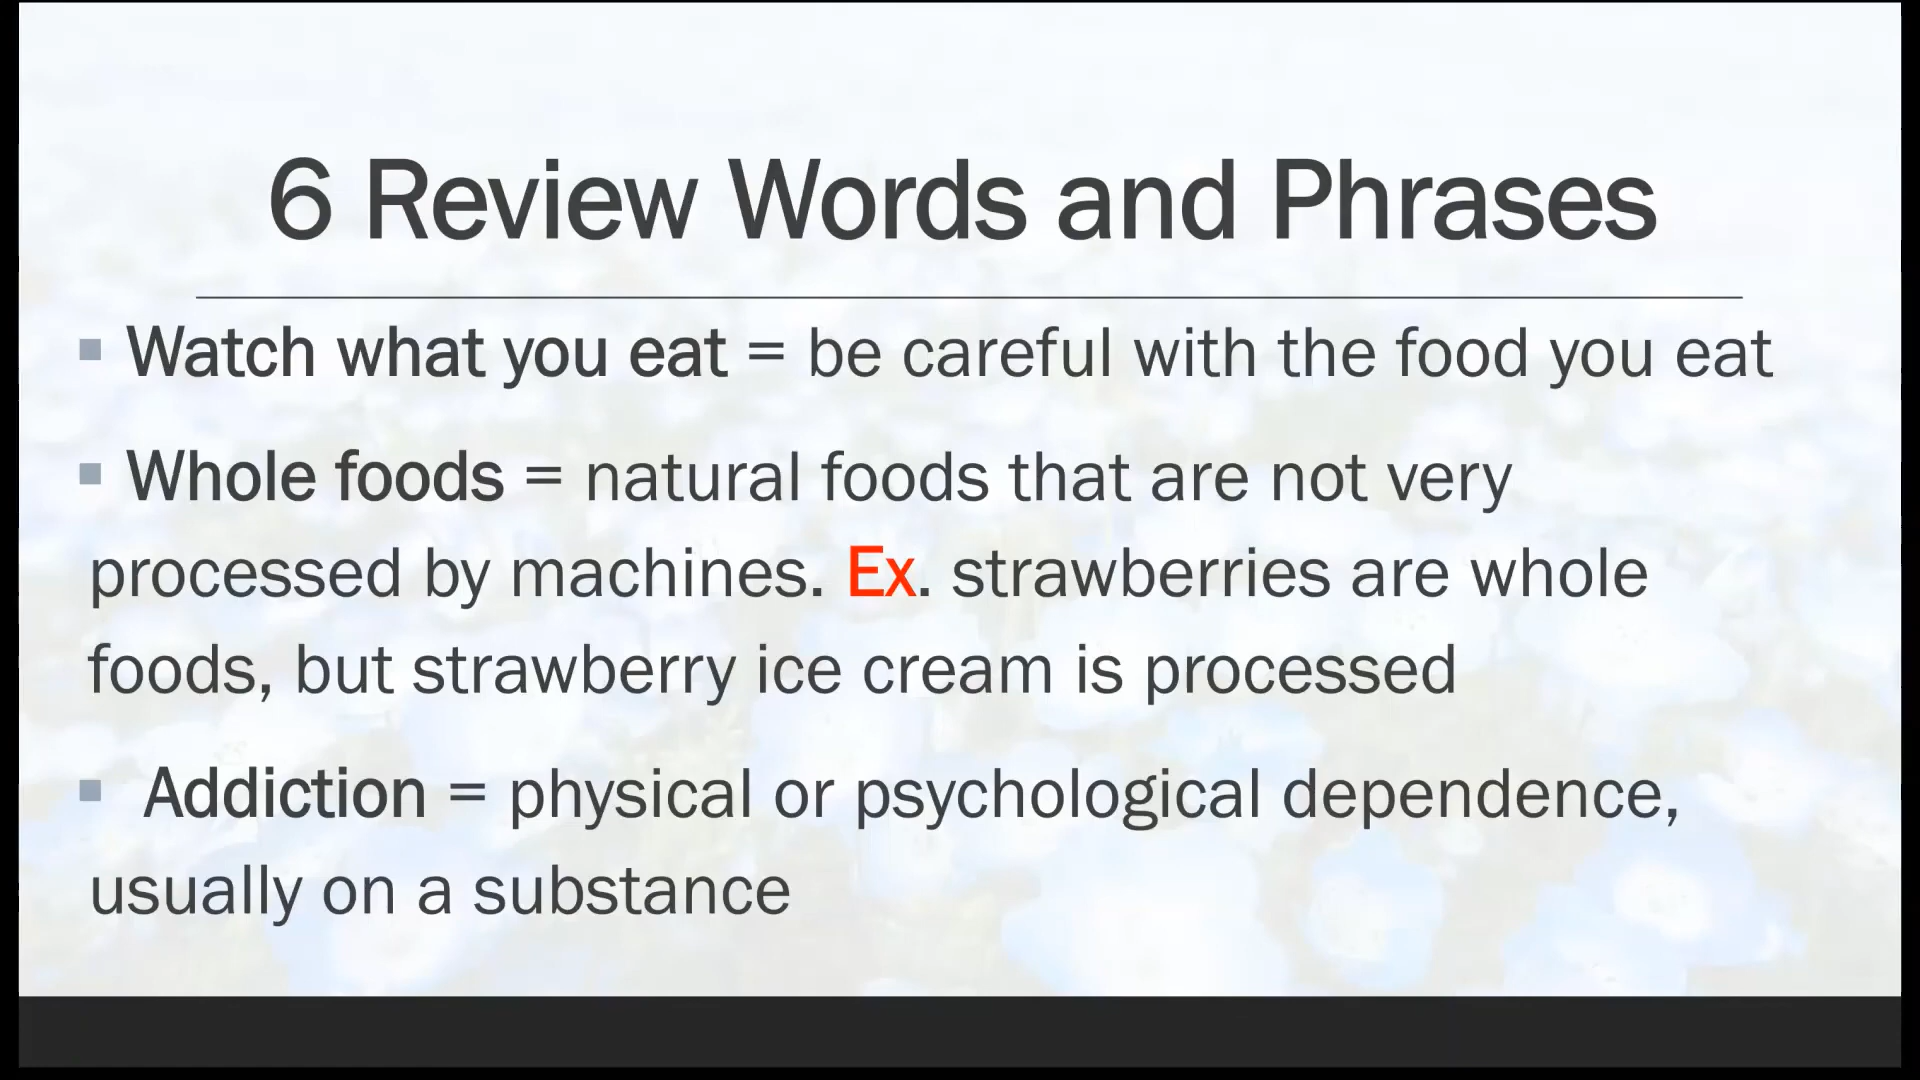 6 Review Words and Phrases
▪ Watch what you eat = be careful with the food you eat
▪ Whole foods = natural foods that are not very
processed by machines. Ex. strawberries are whole
foods, but strawberry ice cream is processed
▪ Addiction = physical or psychological dependence,
usually on a substance